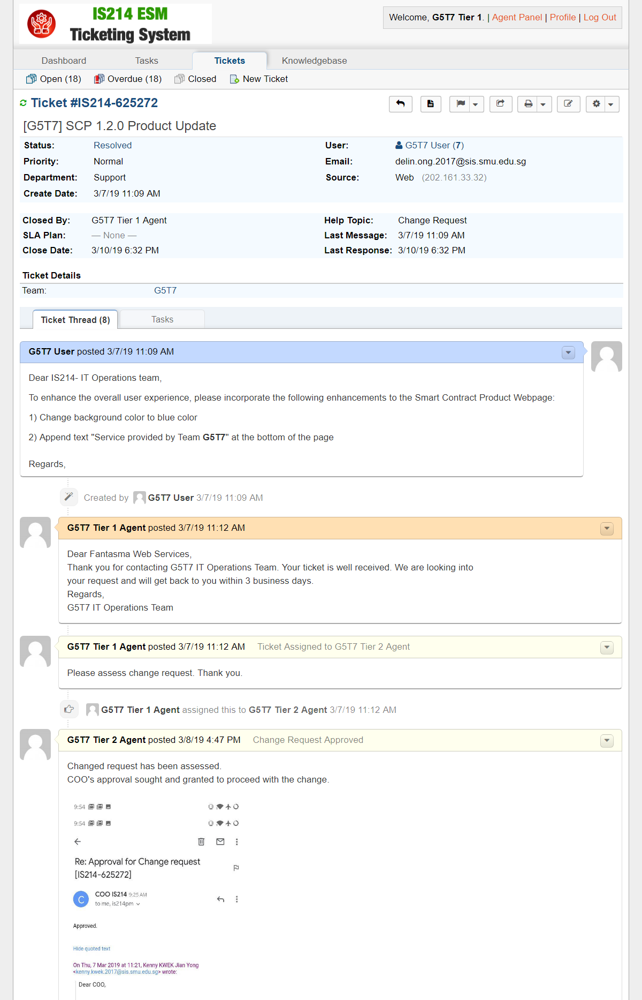 IS214 ESM
Ticketing System
Welcome, G5T7 Tier 1. | Agent Panel | Profile | Log Out
Dashboard Tasks Tickets Knowledgebase
Open (18) Overdue (18) Closed New Ticket
Ticket #IS214-625272
[G5T7] SCP 1.2.0 Product Update
Status: Resolved User: G5T7 User (7)
Priority: Normal Email: delin.ong.2017@sis.smu.edu.sg
Department: Support Source: Web (202.161.33.32)
Create Date: 3/7/19 11:09 AM
Closed By: G5T7 Tier 1 Agent Help Topic: Change Request
SLA Plan: — None — Last Message: 3/7/19 11:09 AM
Close Date: 3/10/19 6:32 PM Last Response: 3/10/19 6:32 PM
Ticket Details
Team: G5T7
Ticket Thread (8) Tasks
G5T7 User posted 3/7/19 11:09 AM
Dear IS214- IT Operations team,
To enhance the overall user experience, please incorporate the following enhancements to the Smart Contract Product Webpage:
1) Change background color to blue color
2) Append text "Service provided by Team G5T7" at the bottom of the page
Regards,
Created by G5T7 User 3/7/19 11:09 AM
G5T7 Tier 1 Agent posted 3/7/19 11:12 AM
Dear Fantasma Web Services,
Thank you for contacting G5T7 IT Operations Team. Your ticket is well received. We are looking into
your request and will get back to you within 3 business days.
Regards,
G5T7 IT Operations Team
G5T7 Tier 1 Agent posted 3/7/19 11:12 AM Ticket Assigned to G5T7 Tier 2 Agent
Please assess change request. Thank you.
G5T7 Tier 1 Agent assigned this to G5T7 Tier 2 Agent 3/7/19 11:12 AM
G5T7 Tier 2 Agent posted 3/8/19 4:47 PM Change Request Approved
Changed request has been assessed.
COO's approval sought and granted to proceed with the change.
9:54
9:54
Re: Approval for Change request
[IS214-625272]
C
COO IS214 9:25 AM
to me, is214pm
Approved.
Hide quoted text
On Thu, 7 Mar 2019 at 11:21, Kenny KWEK Jian Yong
<kenny.kwek.2017@sis.smu.edu.sg> wrote:
Dear COO,